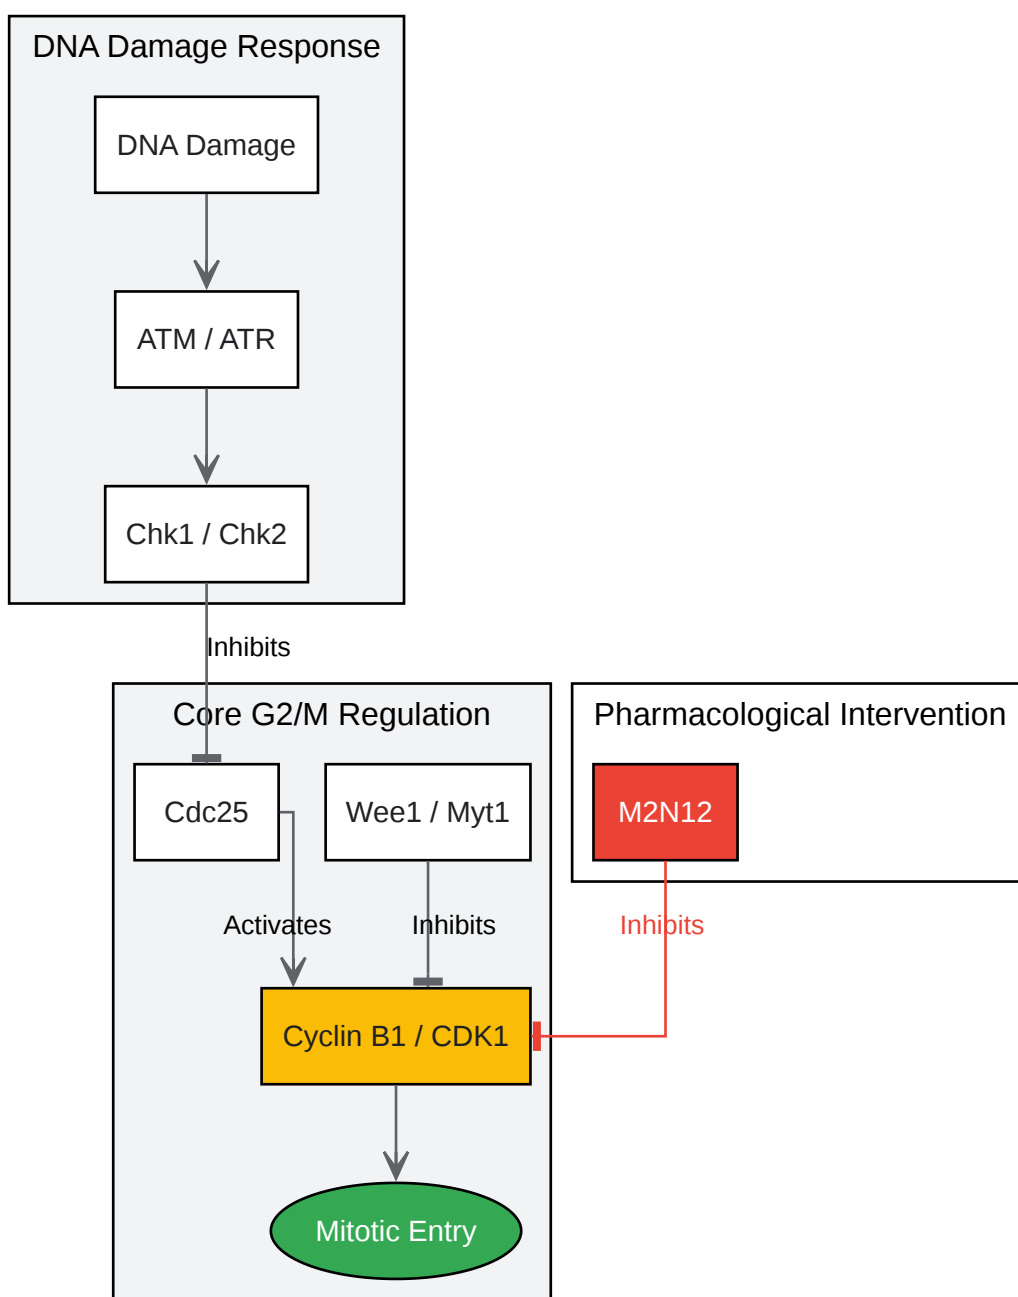 DNA Damage Response
DNA Damage
ATM / ATR
Chk1 / Chk2
Inhibits
Core G2/M Regulation
Pharmacological Intervention
Cdc25
Wee1 / Myt1
M2N12
Activates
Inhibits
Inhibits
Cyclin B1 / CDK1
Mitotic Entry